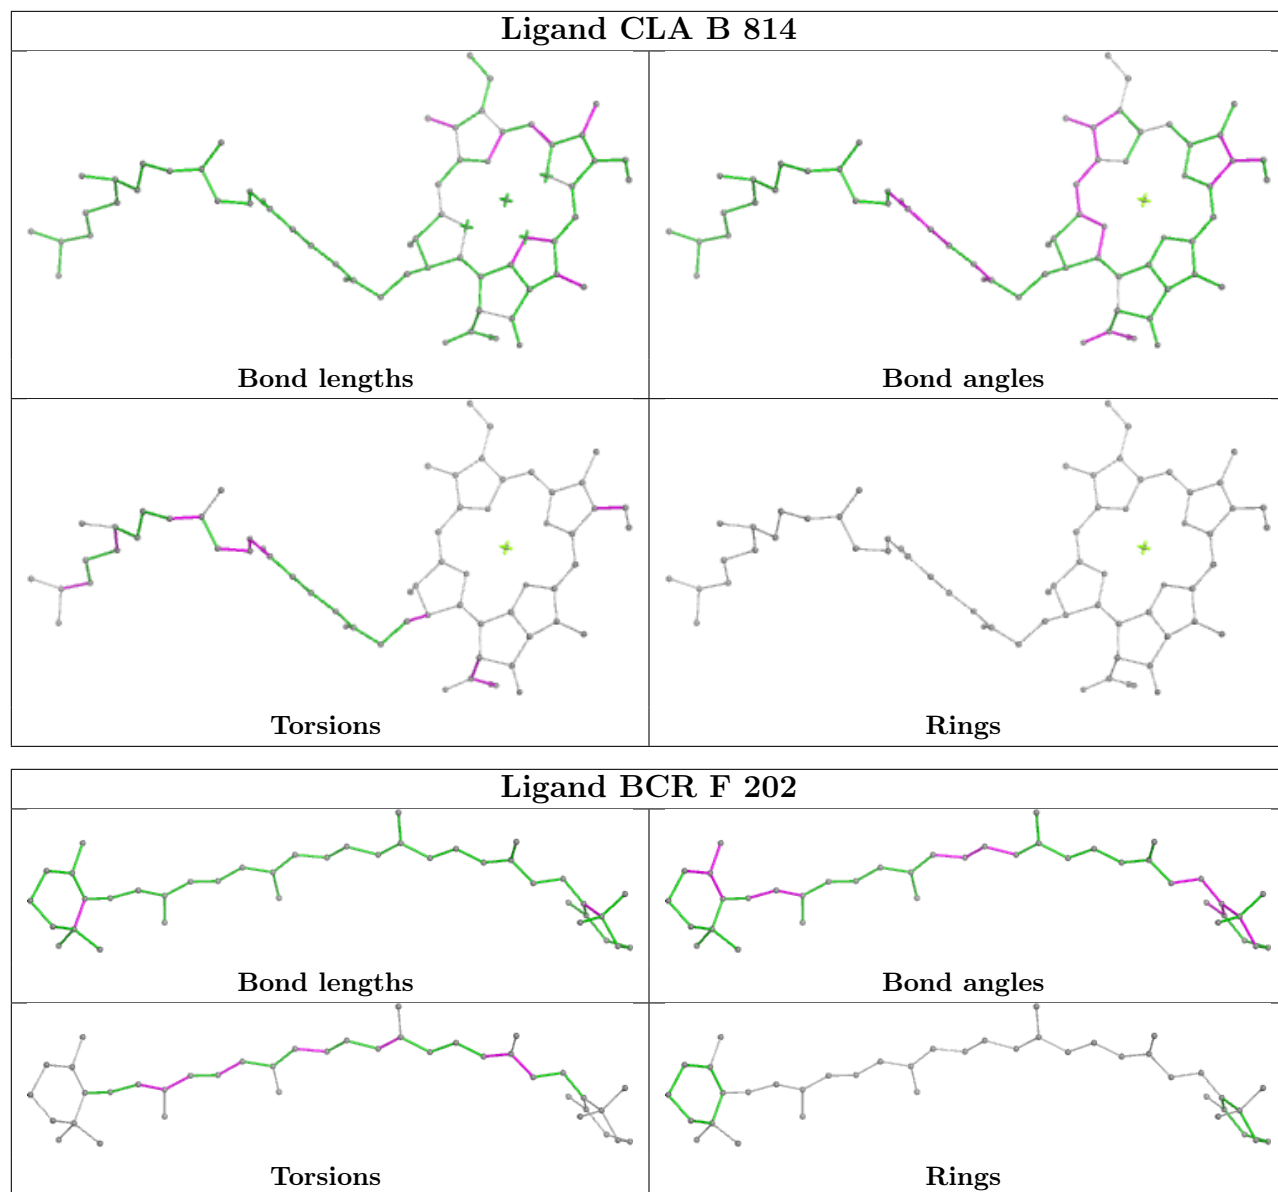 Ligand CLA B 814
Bond lengths
Bond angles
Torsions
Rings
Ligand BCR F 202
Bond lengths
Bond angles
Torsions
Rings